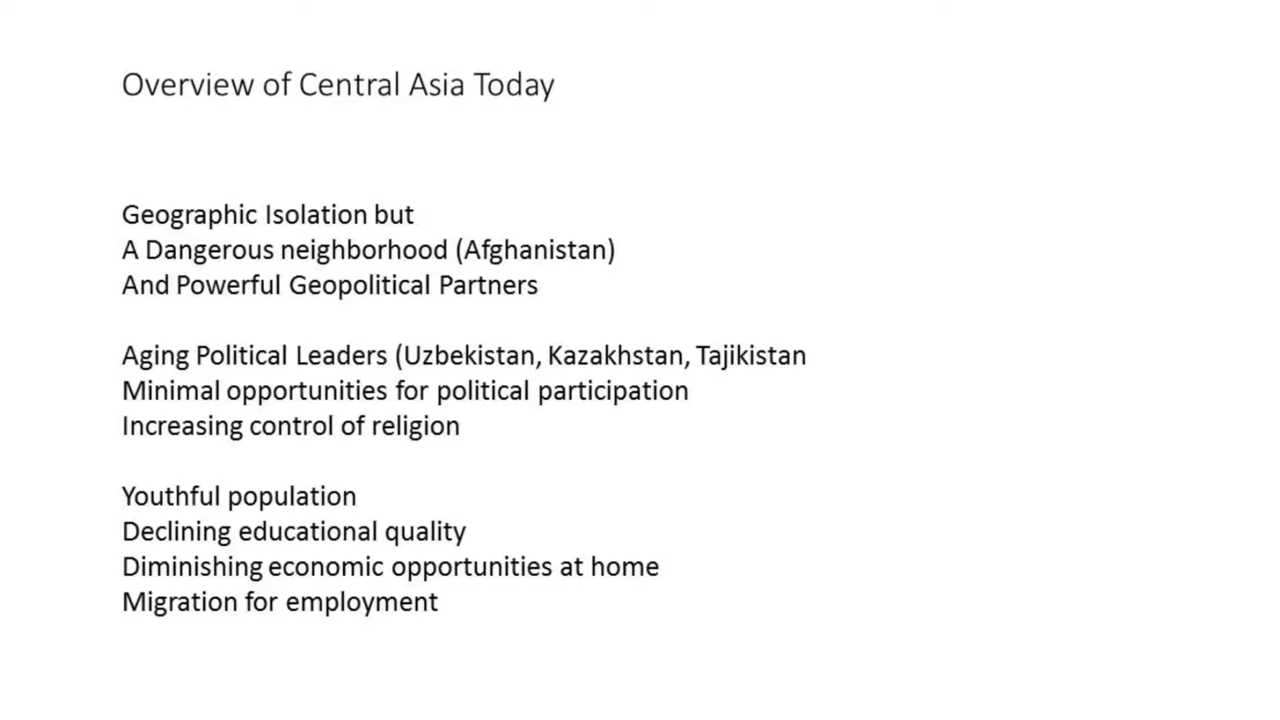 Overview of Central Asia Today
Geographic Isolation but
A Dangerous neighborhood (Afghanistan)
And Powerful Geopolitical Partners
Aging Political Leaders (Uzbekistan, Kazakhstan, Tajikistan
Minimal opportunities for political participation
Increasing control of religion
Youthful population
Declining educational quality
Diminishing economic opportunities at home
Migration for employment